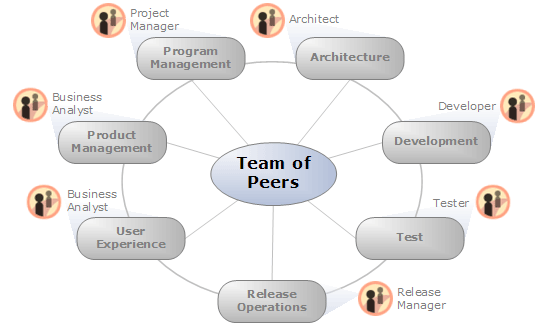 Project
Manager
Architect
Program
Management
Architecture
Business
Analyst
Developer
Product
Management
Development
Team of
Peers
Business
Analyst
Tester
User
Experience
Test
Release
Operations
Release
Manager